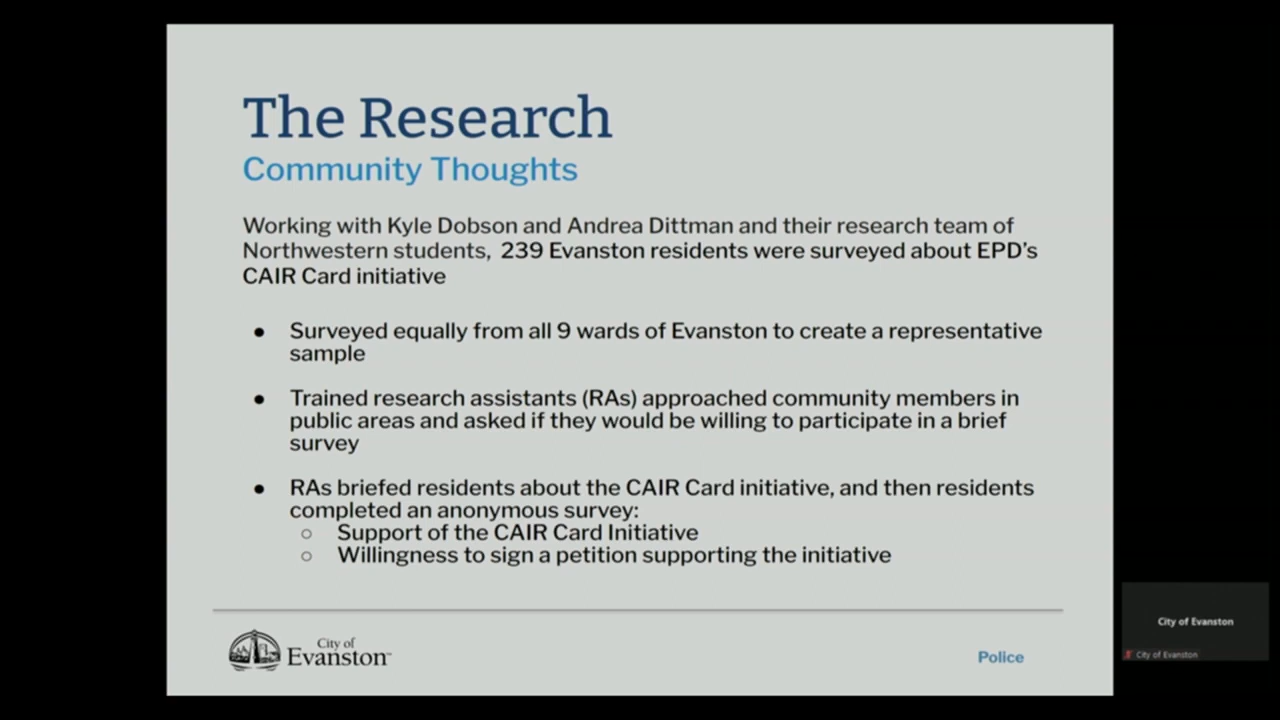 The Research
Community Thoughts
Working with Kyle Dobson and Andrea Dittman and their research team of
Northwestern students, 239 Evanston residents were surveyed about EPD's
CAIR Card initiative
● Surveyed equally from all 9 wards of Evanston to create a representative
sample
● Trained research assistants (RAs) approached community members in
public areas and asked if they would be willing to participate in a brief
survey
● RAs briefed residents about the CAIR Card initiative, and then residents
completed an anonymous survey:
○ Support of the CAIR Card Initiative
○ Willingness to sign a petition supporting the initiative
City of
Evanston™
Police
City of Evanston
City of Evanston